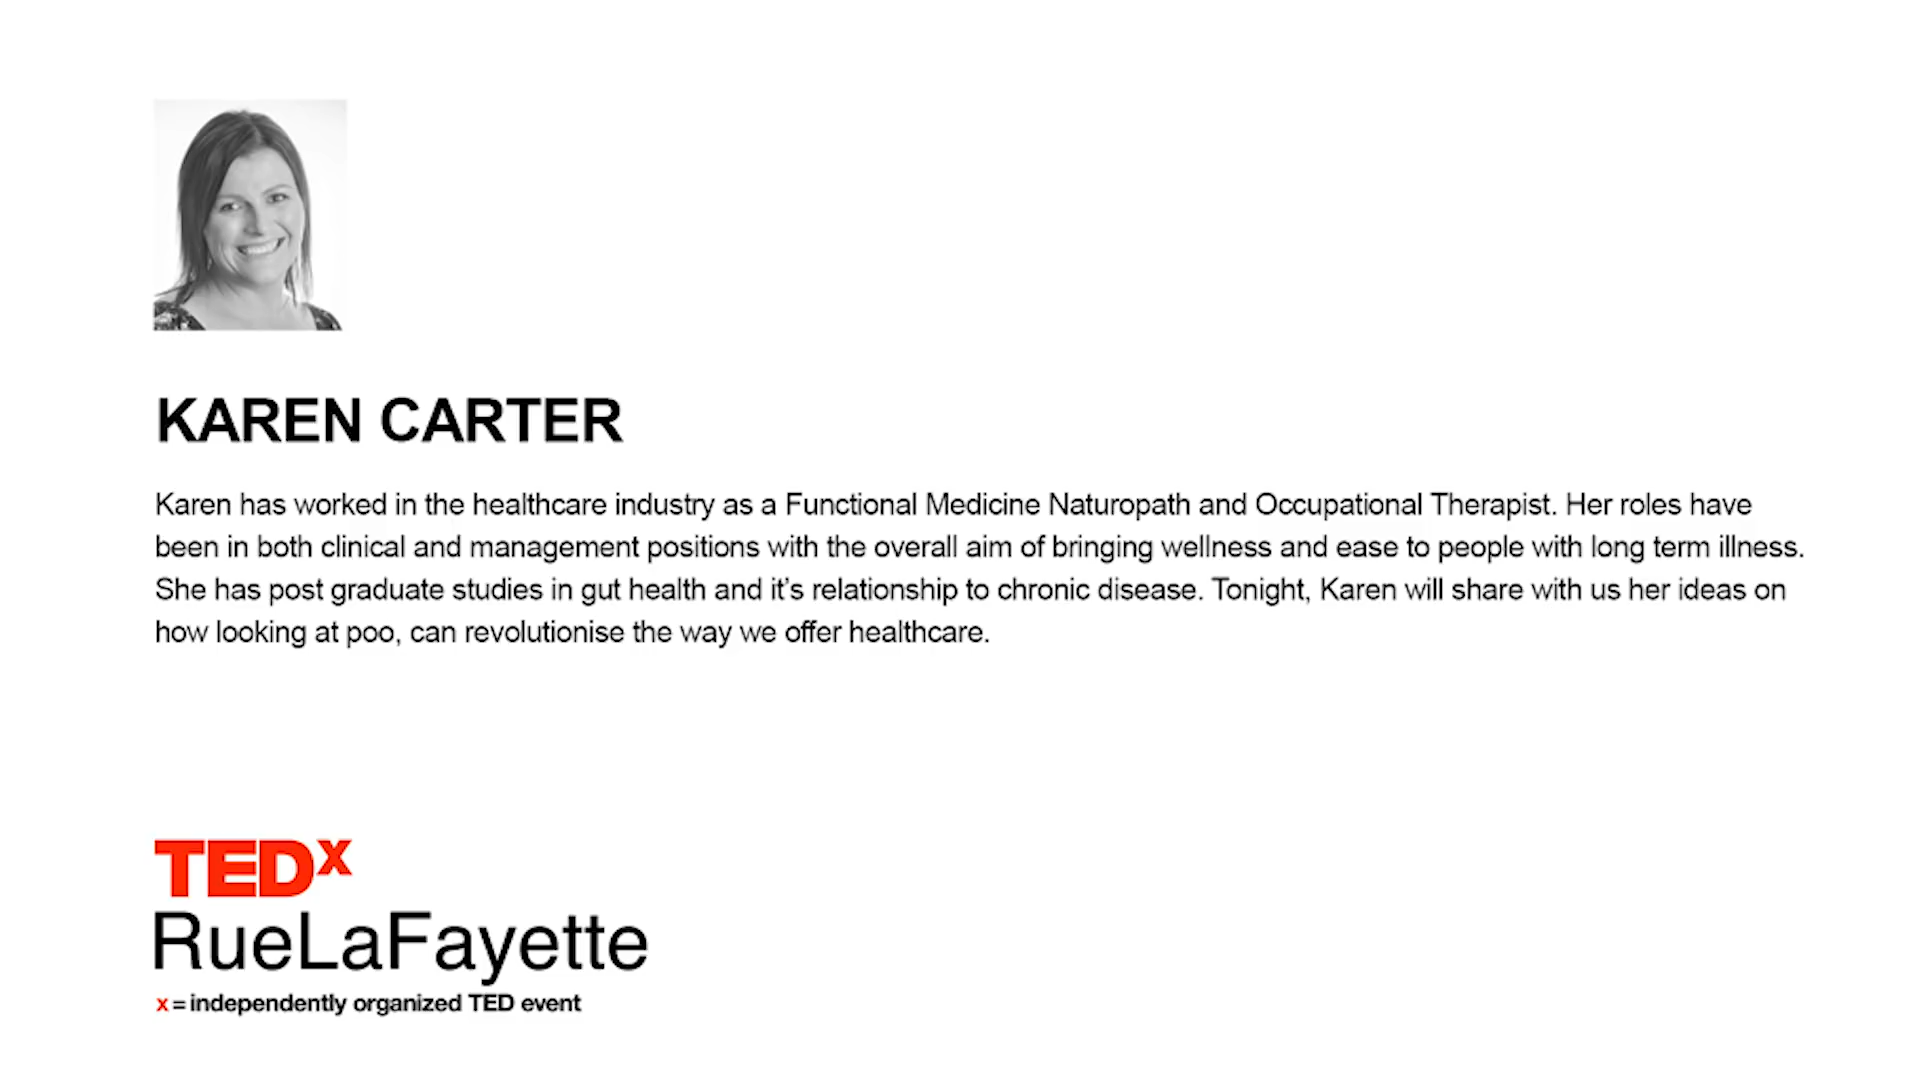 KAREN CARTER
Karen has worked in the healthcare industry as a Functional Medicine Naturopath and Occupational Therapist. Her roles have
been in both clinical and management positions with the overall aim of bringing wellness and ease to people with long term illness.
She has post graduate studies in gut health and it’s relationship to chronic disease. Tonight, Karen will share with us her ideas on
how looking at poo, can revolutionise the way we offer healthcare.
TEDx
RueLaFayette
x = independently organized TED event